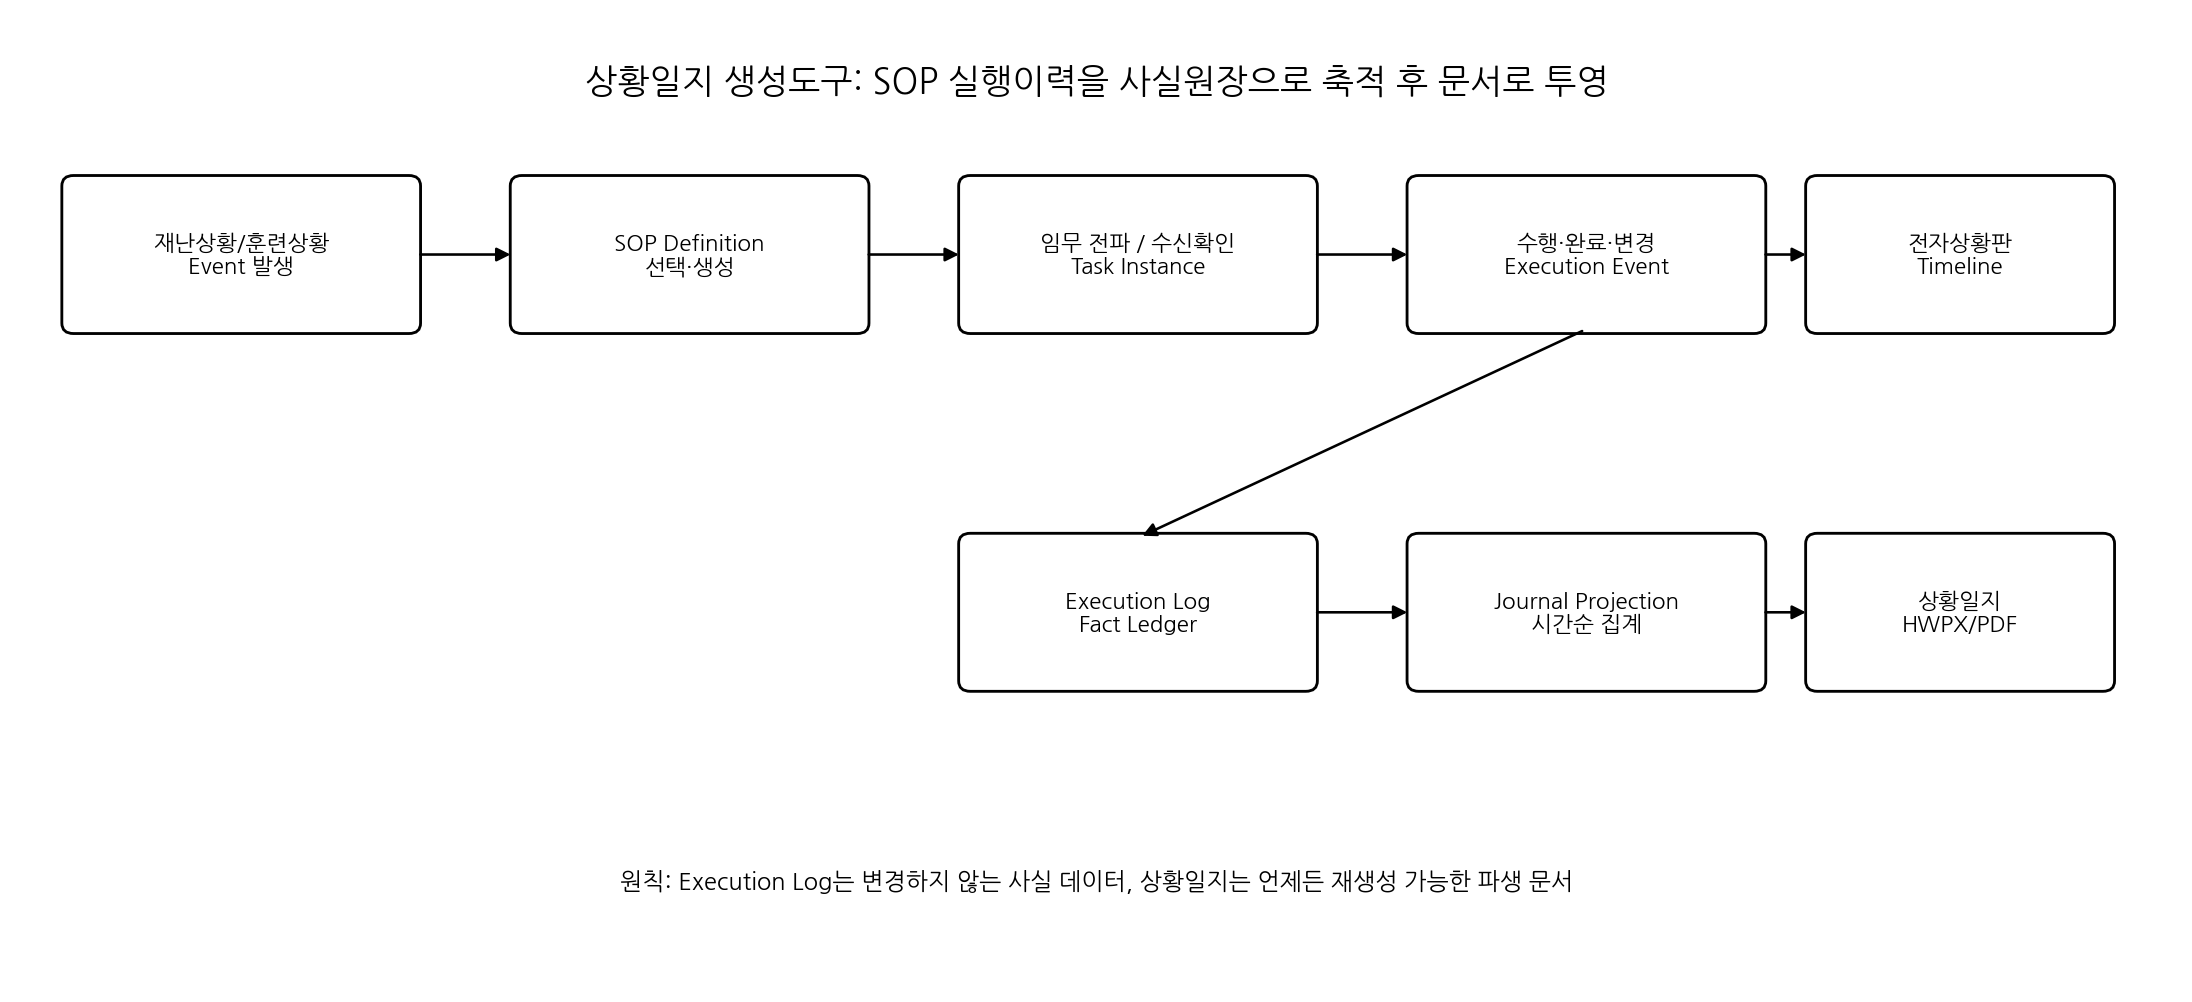 상황일지 생성도구: SOP 실행이력을 사실원장으로 축적 후 문서로 투영
재난상황/훈련상황
Event 발생
SOP Definition
선택·생성
임무 전파 / 수신확인
Task Instance
수행·완료·변경
Execution Event
전자상황판
Timeline
Execution Log
Fact Ledger
Journal Projection
시간순 집계
상황일지
HWPX/PDF
원칙: Execution Log는 변경하지 않는 사실 데이터, 상황일지는 언제든 재생성 가능한 파생 문서